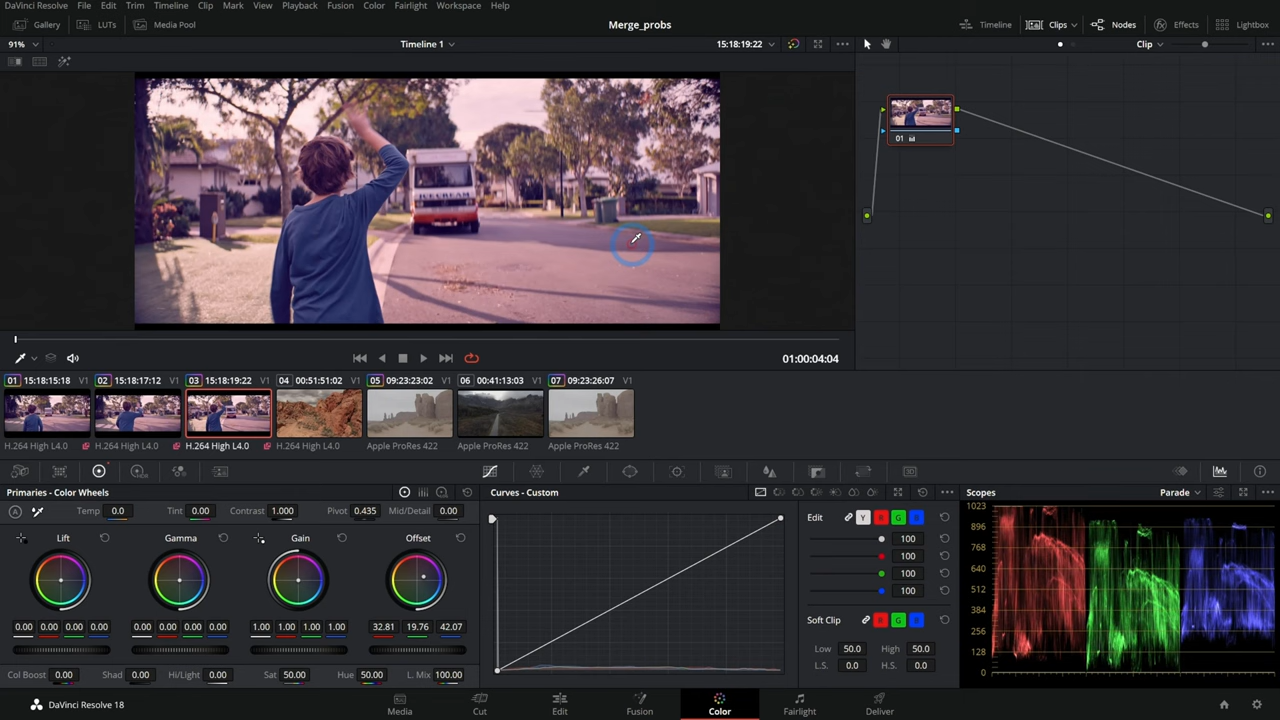 DaVinci Resolve File Edit Trim Timeline Clip Mark View Playback Fusion Color Fairlight Workspace Help
Gallery LUTs Media Pool Merge_probs Timeline Clips Nodes Effects Lightbox
91% Timeline 1 15:18:19:22 Clip
ICECREAM
01
01:00:04:04
01 15:18:15:18 V1 02 15:18:17:12 V1 03 15:18:19:22 V1 04 00:51:51:02 V1 05 09:23:23:02 V1 06 00:41:13:03 V1 07 09:23:26:07 V1
H.264 High L4.0 H.264 High L4.0 H.264 High L4.0 H.264 High L4.0 Apple ProRes 422 Apple ProRes 422 Apple ProRes 422
Primaries - Color Wheels Curves - Custom Scopes Parade
A Temp 0.0 Tint 0.00 Contrast 1.000 Pivot 0.435 Mid/Detail 0.00
Lift Gamma Gain Offset
0.00 0.00 0.00 0.00 0.00 0.00 0.00 0.00 1.00 1.00 1.00 1.00 32.81 19.76 42.07
Col Boost 0.00 Shad 0.00 Hi/Light 0.00 Sat 50.00 Hue 50.00 L. Mix 100.00
Edit Y R G B
100
100
100
100
Soft Clip R G B
Low 50.0 High 50.0
L.S. 0.0 H.S. 0.0
1023
896
768
640
512
384
256
128
0
DaVinci Resolve 18 Media Cut Edit Fusion Color Fairlight Deliver